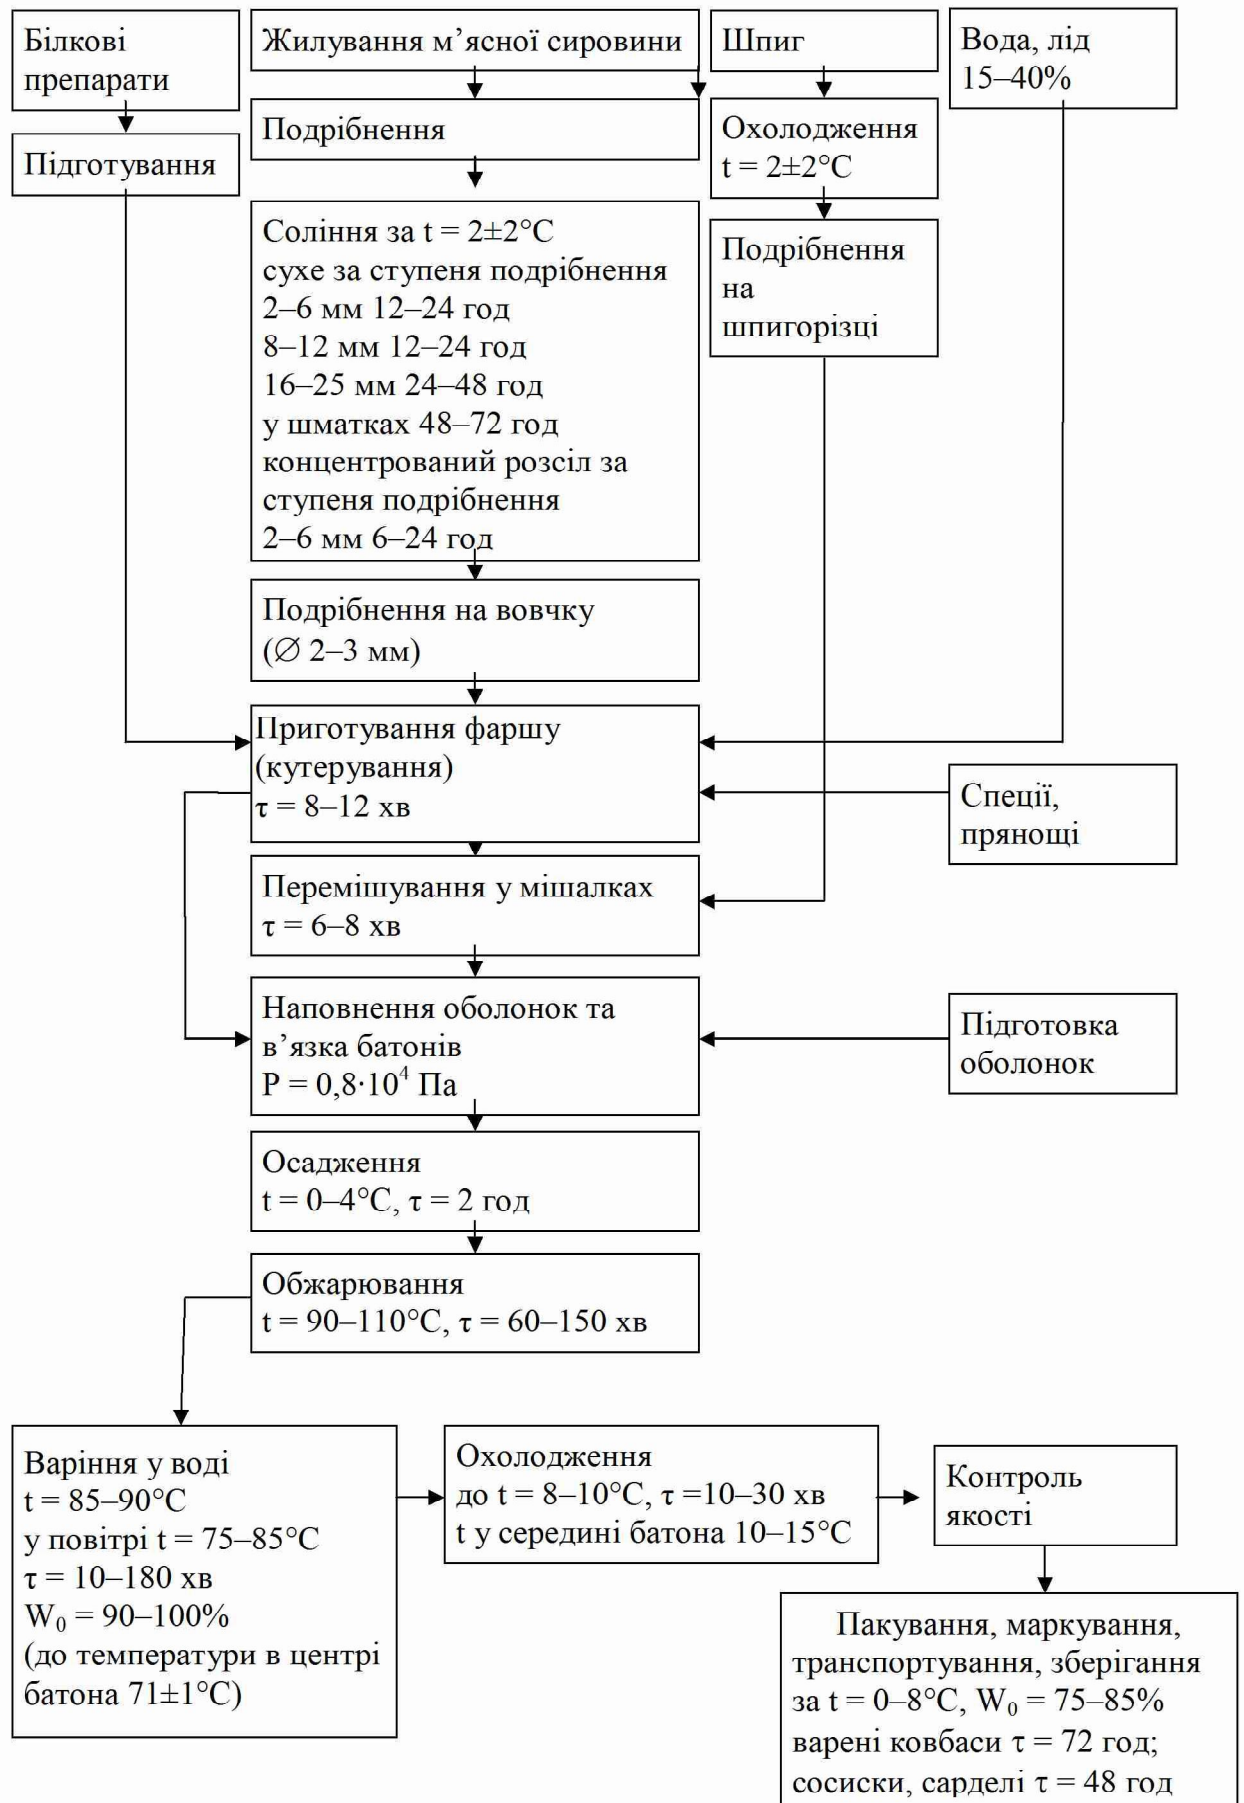 Білкові
препарати
Жилування м’ясної сировини
Шпиг
Вода, лід
15–40%
Підготування
Подрібнення
Охолодження
t = 2±2°C
Соління за t = 2±2°C
сухе за ступеня подрібнення
2–6 мм 12–24 год
8–12 мм 12–24 год
16–25 мм 24–48 год
у шматках 48–72 год
концентрований розсіл за
ступеня подрібнення
2–6 мм 6–24 год
Подрібнення
на
шпигорізці
Подрібнення на вовчку
(∅ 2–3 мм)
Приготування фаршу
(кутерування)
τ = 8–12 хв
Спеції,
прянощі
Перемішування у мішалках
τ = 6–8 хв
Наповнення оболонок та
в’язка батонів
P = 0,8·10⁴ Па
Підготовка
оболонок
Осадження
t = 0–4°C, τ = 2 год
Обжарювання
t = 90–110°C, τ = 60–150 хв
Варіння у воді
t = 85–90°C
у повітрі t = 75–85°C
τ = 10–180 хв
W₀ = 90–100%
(до температури в центрі
батона 71±1°C)
Охолодження
до t = 8–10°C, τ =10–30 хв
t у середині батона 10–15°C
Контроль
якості
Пакування, маркування,
транспортування, зберігання
за t = 0–8°C, W₀ = 75–85%
варені ковбаси τ = 72 год;
сосиски, сарделі τ = 48 год